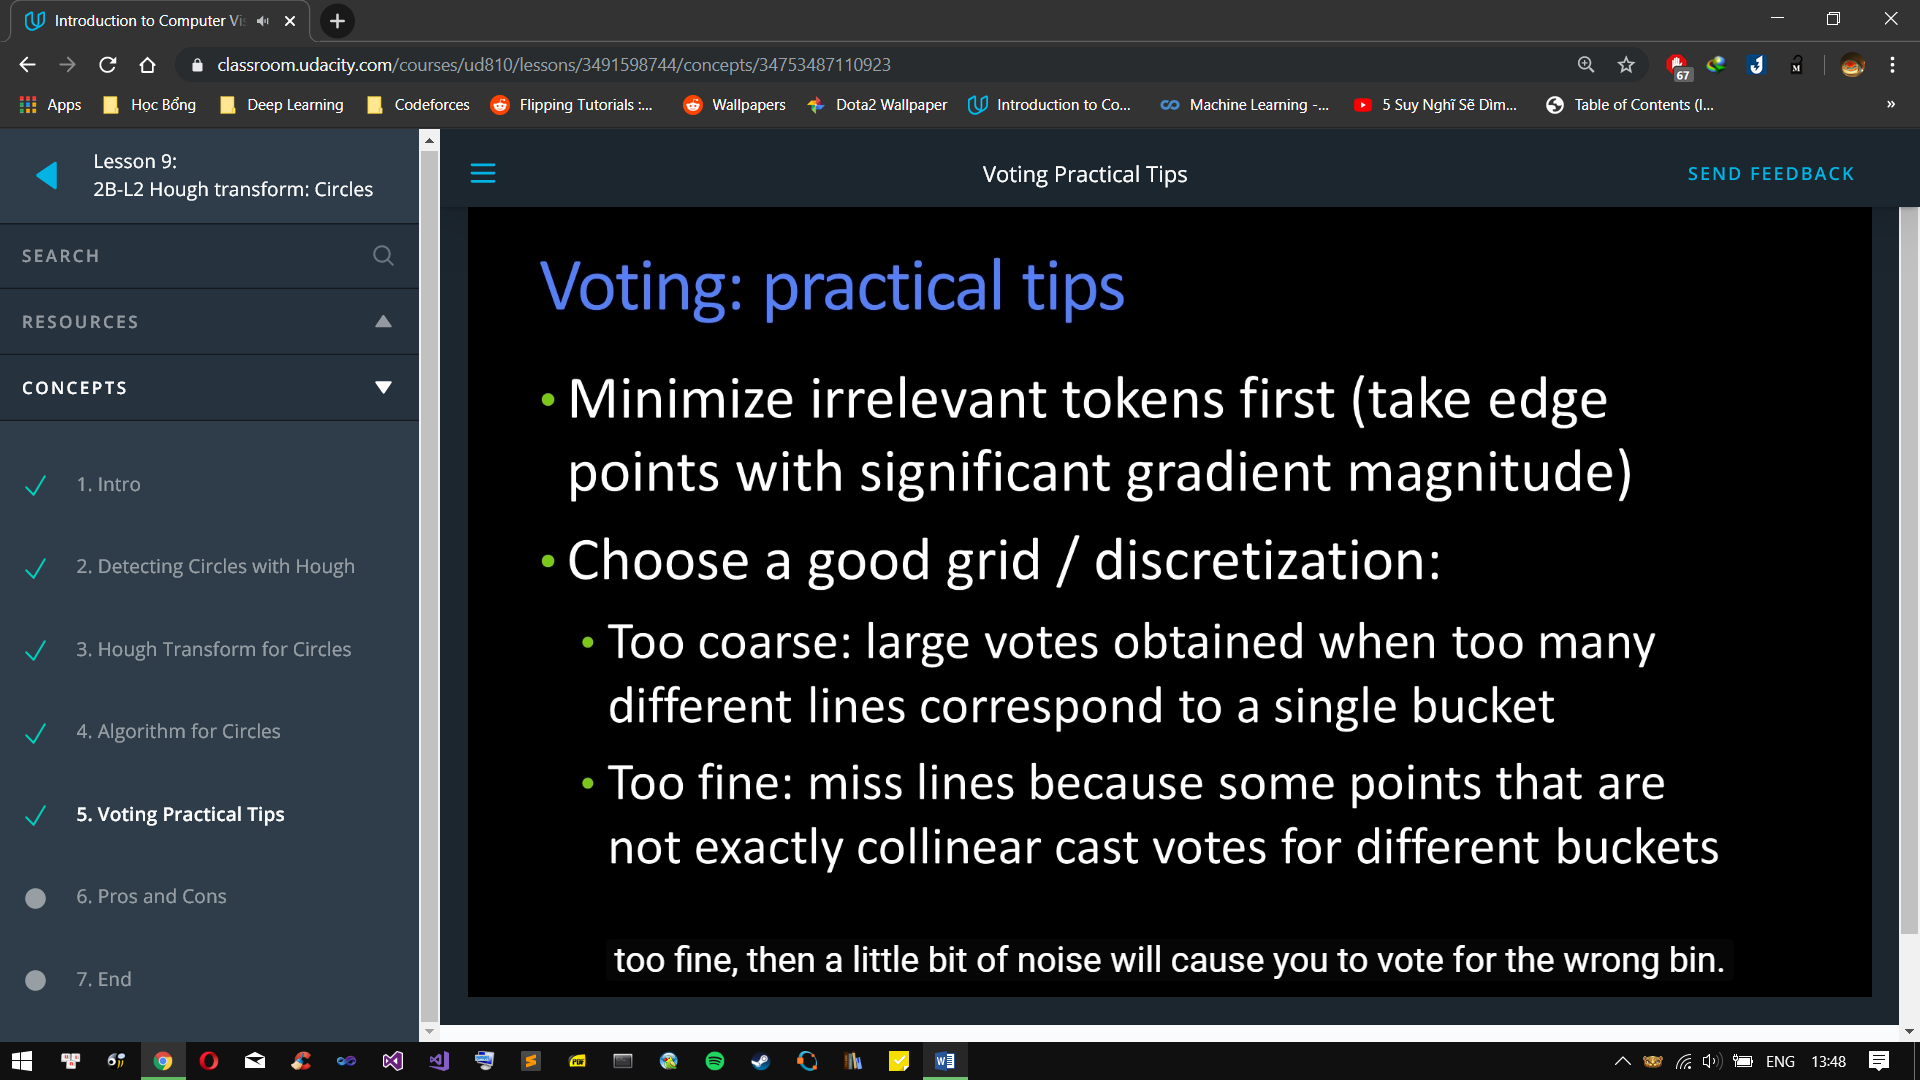 Introduction to Computer Vis
classroom.udacity.com/courses/ud810/lessons/3491598744/concepts/34753487110923
67
M
Apps
Học Bổng
Deep Learning
Codeforces
Flipping Tutorials :...
Wallpapers
Dota2 Wallpaper
Introduction to Co...
Machine Learning -...
5 Suy Nghĩ Sẽ Dìm...
Table of Contents (I...
»
Lesson 9:
2B-L2 Hough transform: Circles
SEARCH
RESOURCES
CONCEPTS
1. Intro
2. Detecting Circles with Hough
3. Hough Transform for Circles
4. Algorithm for Circles
5. Voting Practical Tips
6. Pros and Cons
7. End
Voting Practical Tips
SEND FEEDBACK
Voting: practical tips
• Minimize irrelevant tokens first (take edge
points with significant gradient magnitude)
• Choose a good grid / discretization:
• Too coarse: large votes obtained when too many
different lines correspond to a single bucket
• Too fine: miss lines because some points that are
not exactly collinear cast votes for different buckets
too fine, then a little bit of noise will cause you to vote for the wrong bin.
ENG
13:48